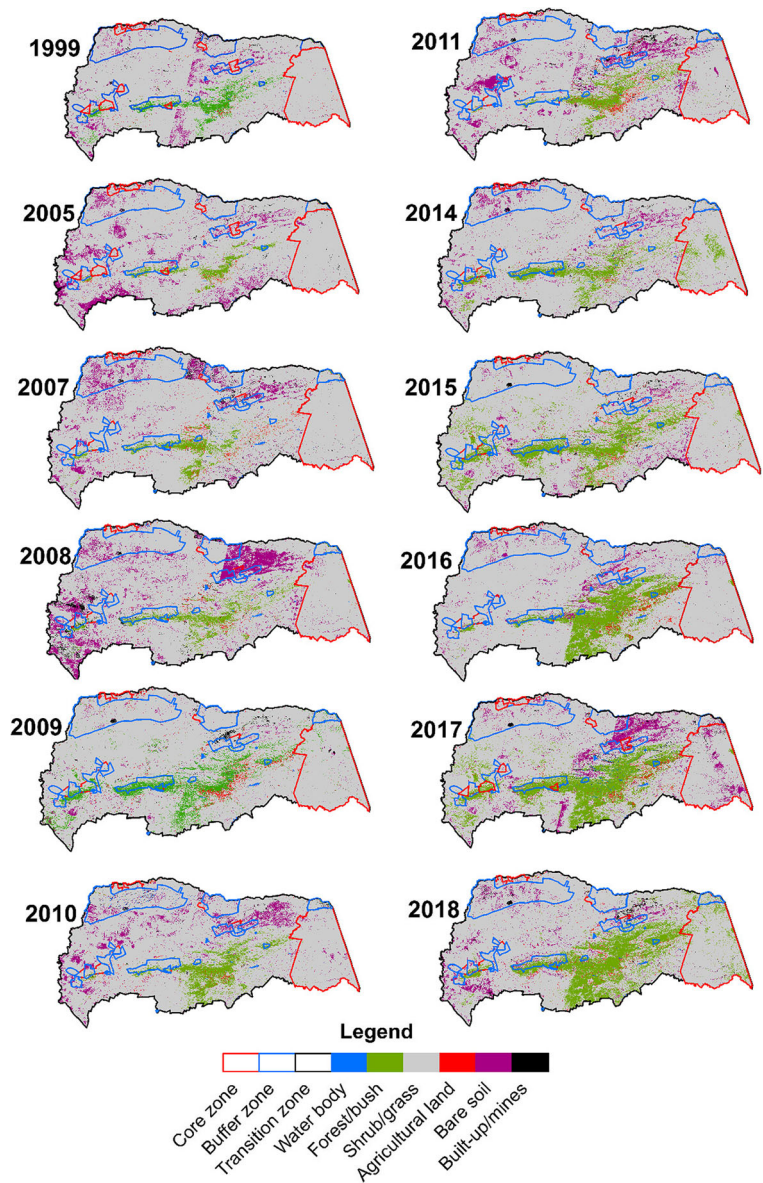 1999
2011
2005
2014
2007
2015
2008
2016
2009
2017
2010
2018
Legend
Core zone
Buffer zone
Transition zone
Water body
Forest/bush
Shrub/grass
Agricultural land
Bare soil
Built-up/mines